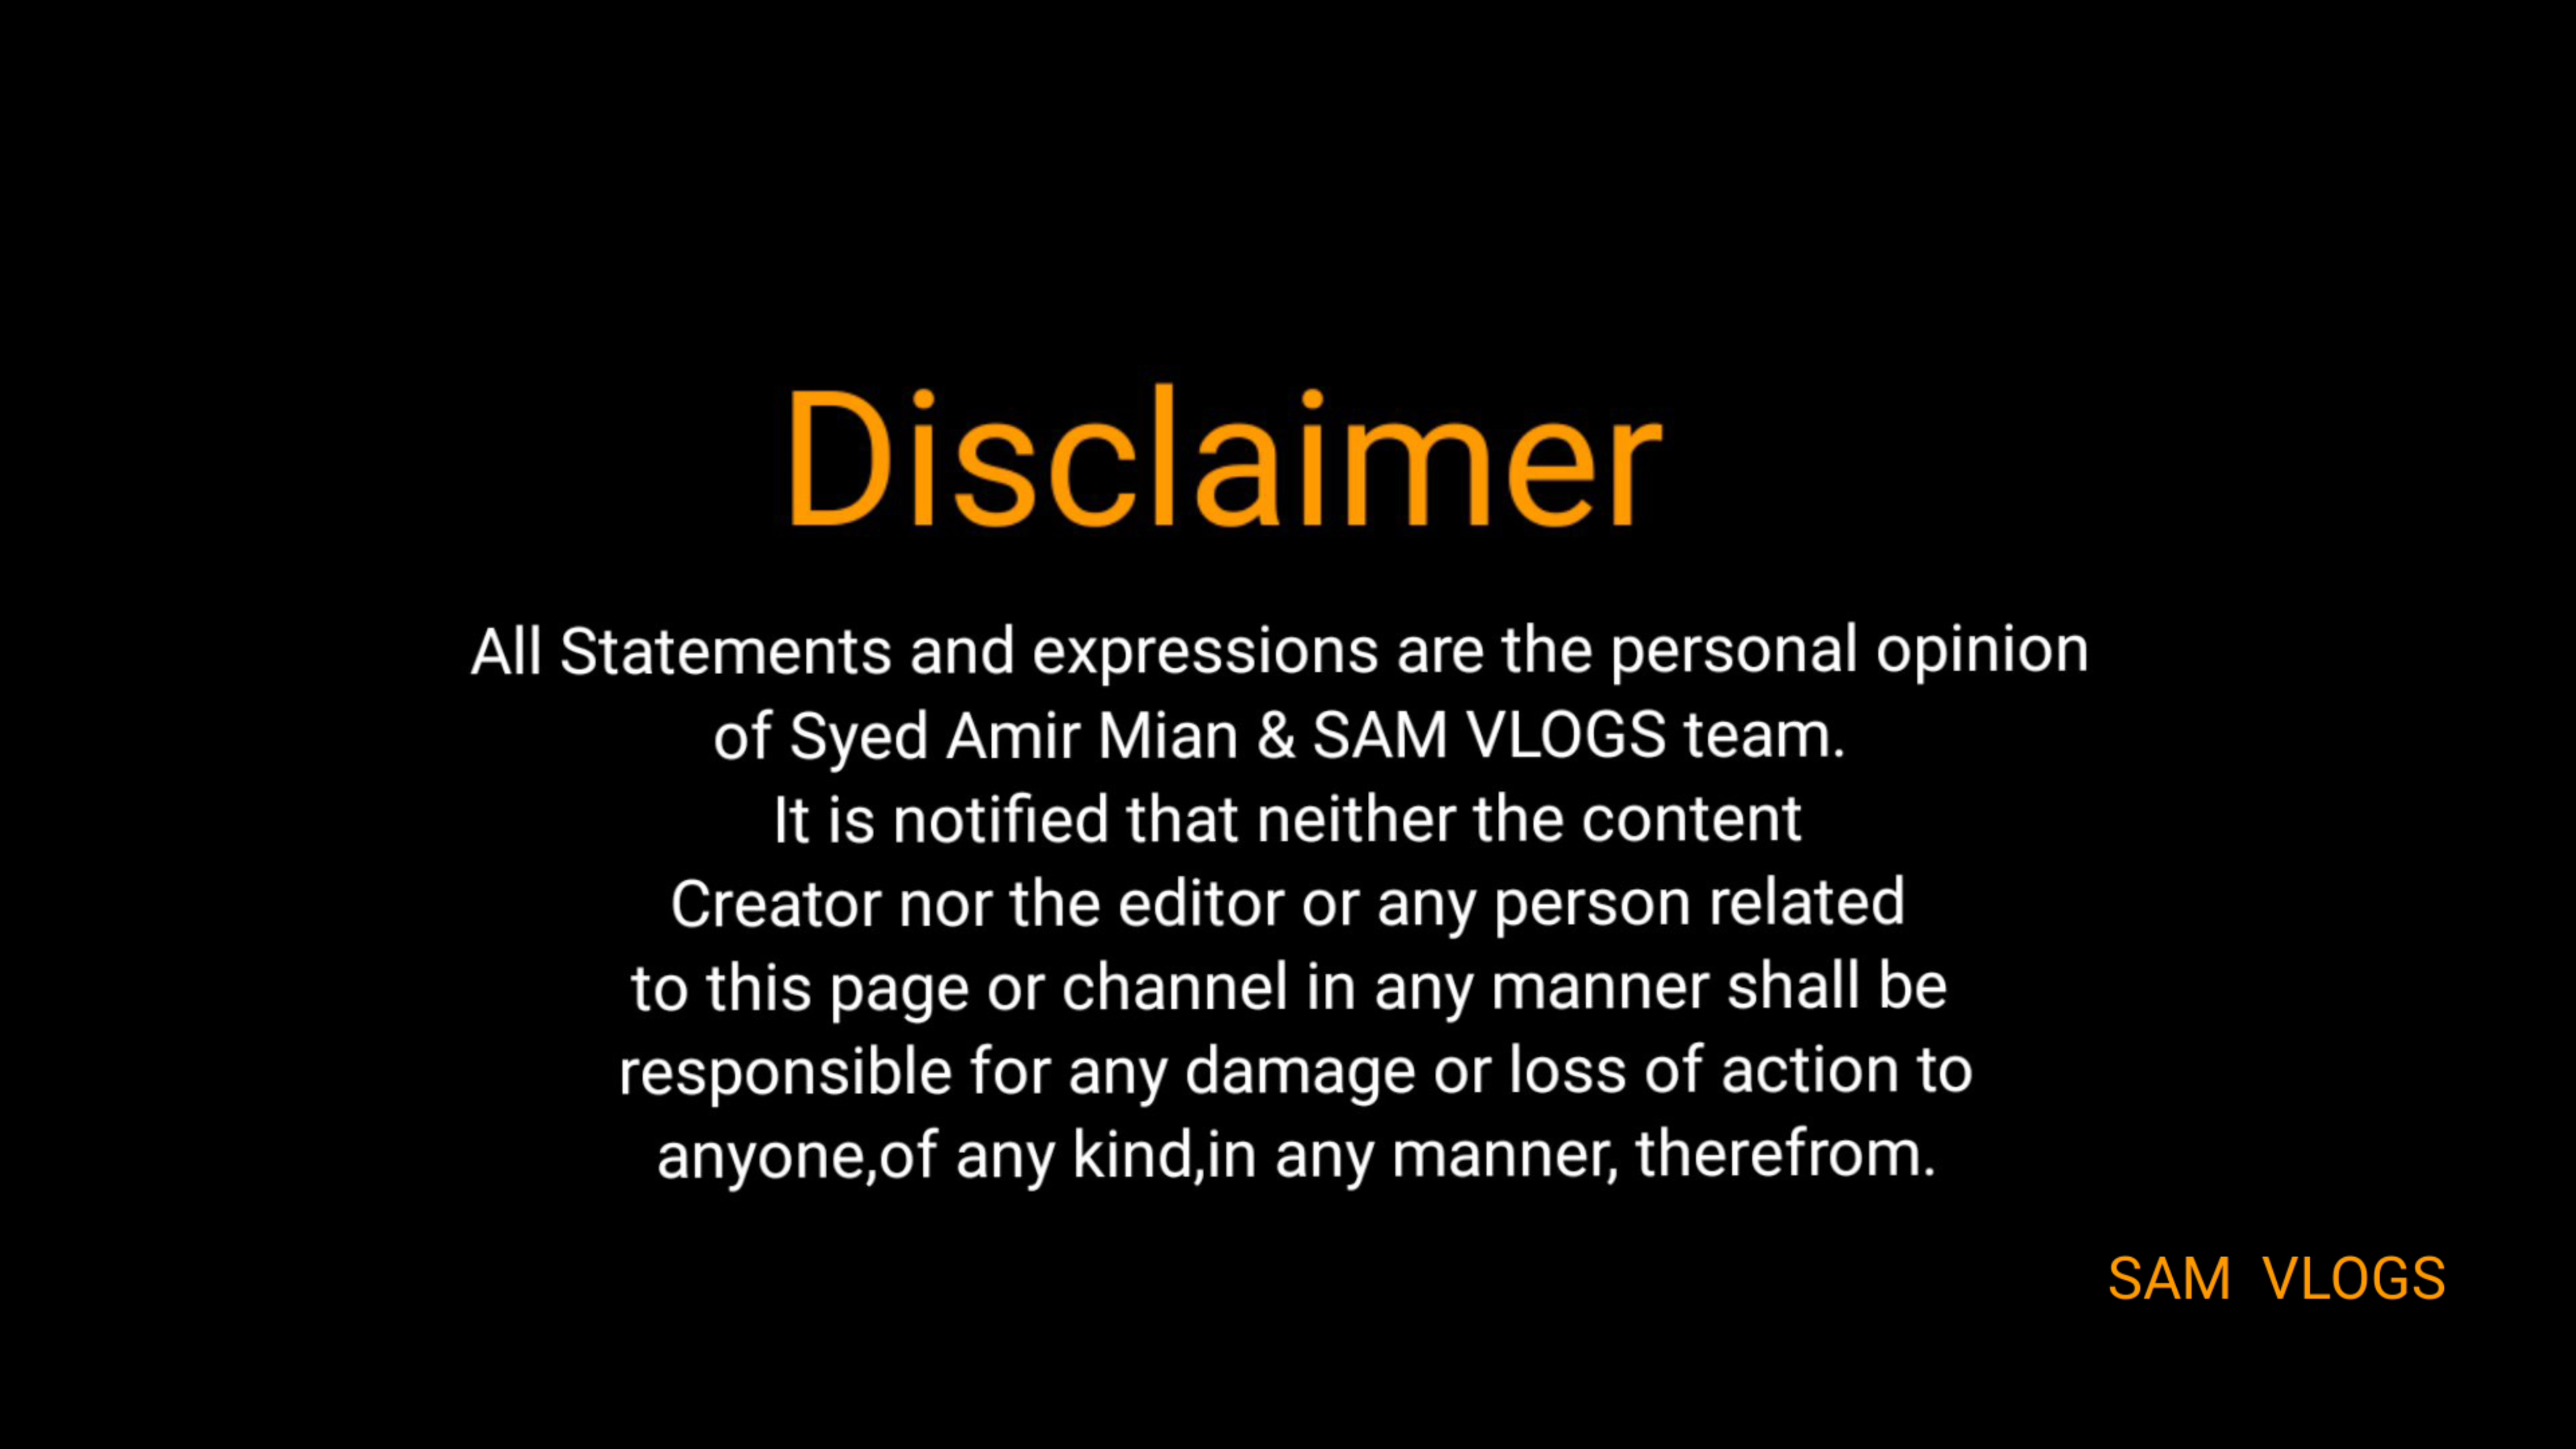 Disclaimer
All Statements and expressions are the personal opinion
of Syed Amir Mian & SAM VLOGS team.
It is notified that neither the content
Creator nor the editor or any person related
to this page or channel in any manner shall be
responsible for any damage or loss of action to
anyone,of any kind,in any manner, therefrom.
SAM VLOGS